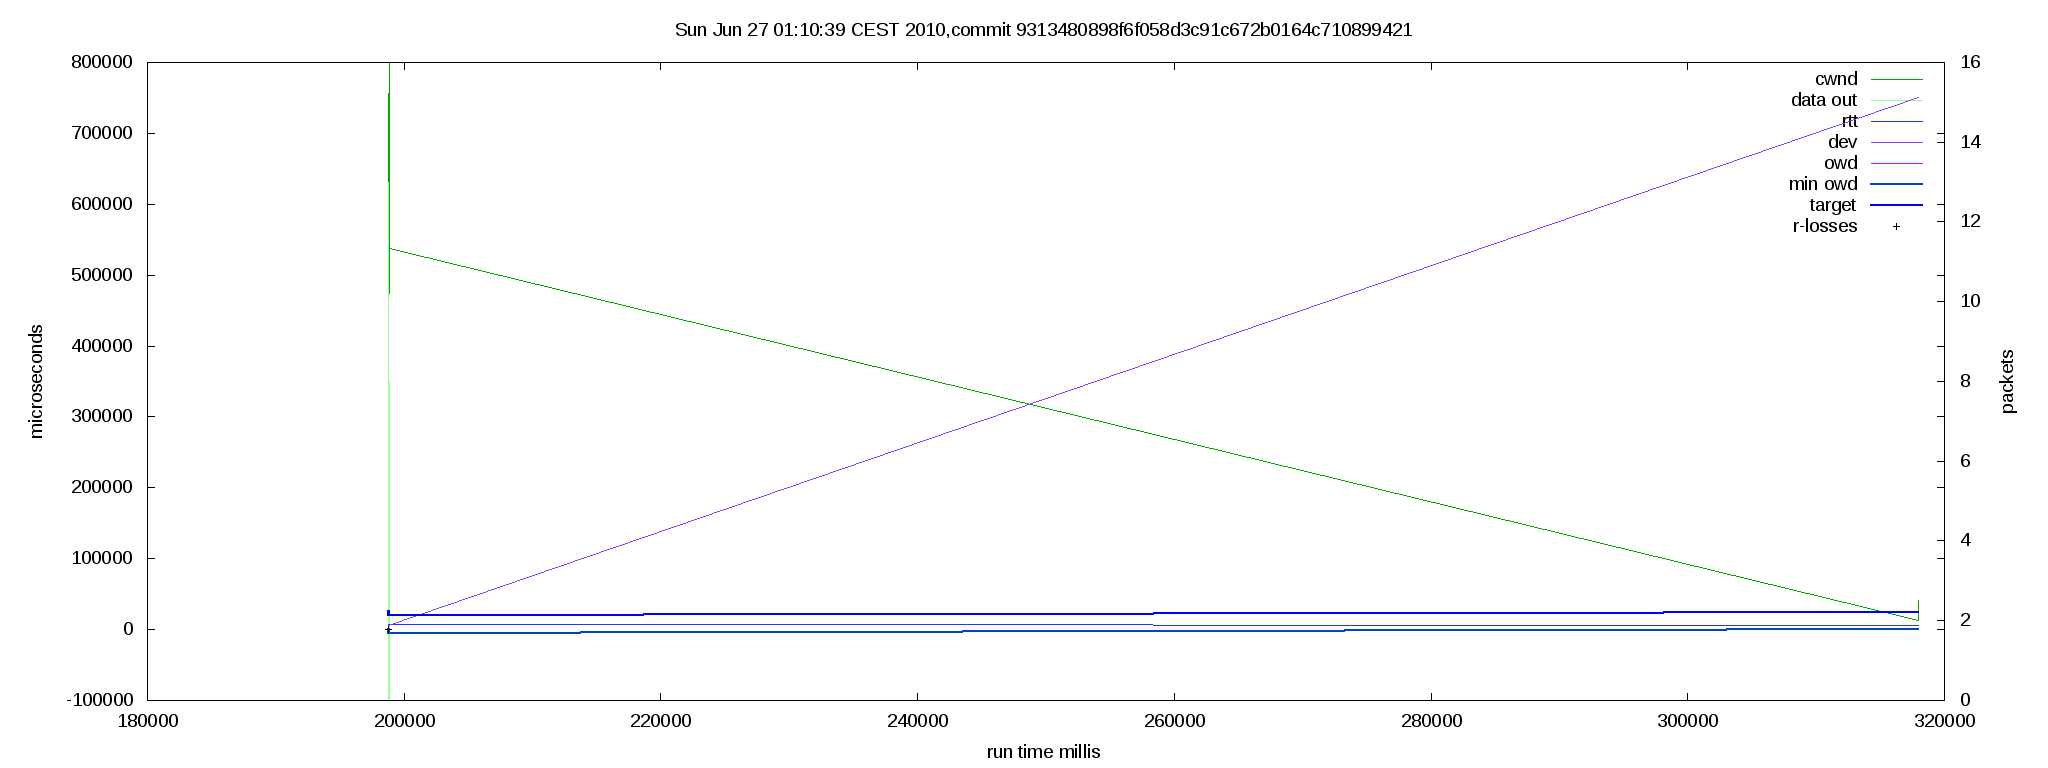 Sun Jun 27 01:10:39 CEST 2010,commit 9313480898f6f058d3c91c672b0164c710899421
800000
700000
600000
500000
400000
300000
200000
100000
0
-100000
microseconds
16
14
12
10
8
6
4
2
0
packets
cwnd
data out
rtt
dev
owd
min owd
target
r-losses
180000 200000 220000 240000 260000 280000 300000 320000
run time millis